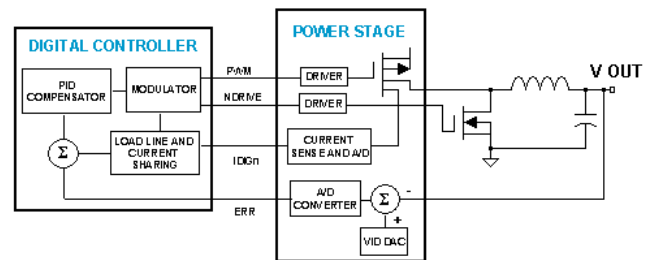 DIGITAL CONTROLLER
POWER STAGE
PWM
DRIVER
V OUT
PID
COMPENSATOR
MODULATOR
NDRIVE
DRIVER
Σ
LOAD LINE AND
CURRENT
SHARING
IDIGn
CURRENT
SENSE AND A/D
ERR
A/D
CONVERTER
Σ
-
+
VID DAC